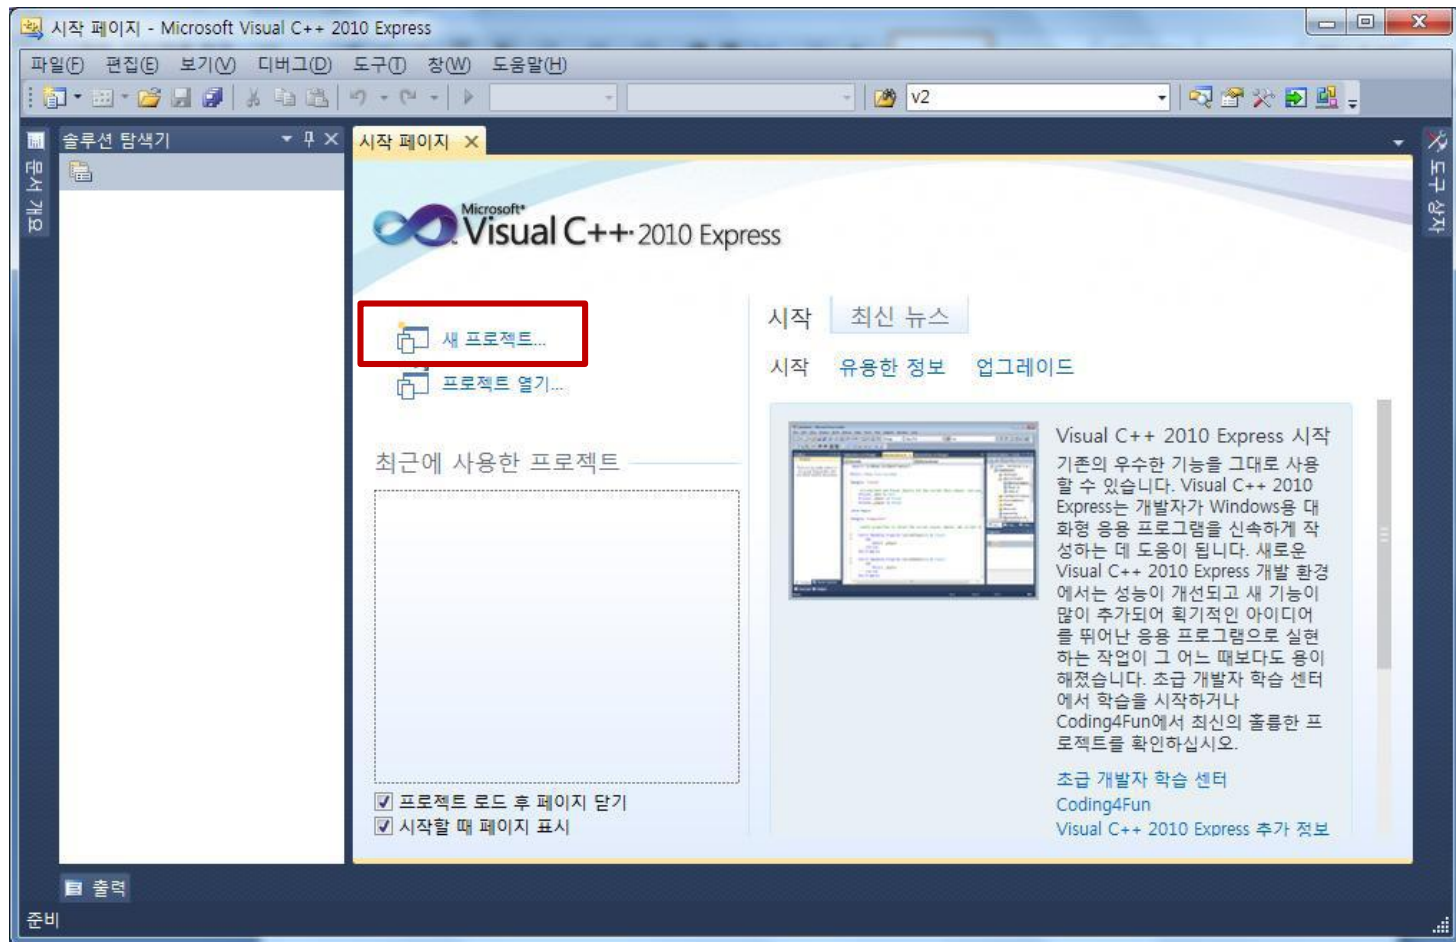 시작 페이지 - Microsoft Visual C++ 2010 Express
파일(F) 편집(E) 보기(V) 디버그(D) 도구(T) 창(W) 도움말(H)
v2
문서 개요
솔루션 탐색기
시작 페이지
도구 상자
Microsoft
Visual C++ 2010 Express
새 프로젝트...
프로젝트 열기...
최근에 사용한 프로젝트
프로젝트 로드 후 페이지 닫기
시작할 때 페이지 표시
시작 최신 뉴스
시작 유용한 정보 업그레이드
Visual C++ 2010 Express 시작
기존의 우수한 기능을 그대로 사용
할 수 있습니다. Visual C++ 2010
Express는 개발자가 Windows용 대
화형 응용 프로그램을 신속하게 작
성하는 데 도움이 됩니다. 새로운
Visual C++ 2010 Express 개발 환경
에서는 성능이 개선되고 새 기능이
많이 추가되어 획기적인 아이디어
를 뛰어난 응용 프로그램으로 실현
하는 작업이 그 어느 때보다도 용이
해졌습니다. 초급 개발자 학습 센터
에서 학습을 시작하거나
Coding4Fun에서 최신의 훌륭한 프
로젝트를 확인하십시오.
초급 개발자 학습 센터
Coding4Fun
Visual C++ 2010 Express 추가 정보
출력
준비